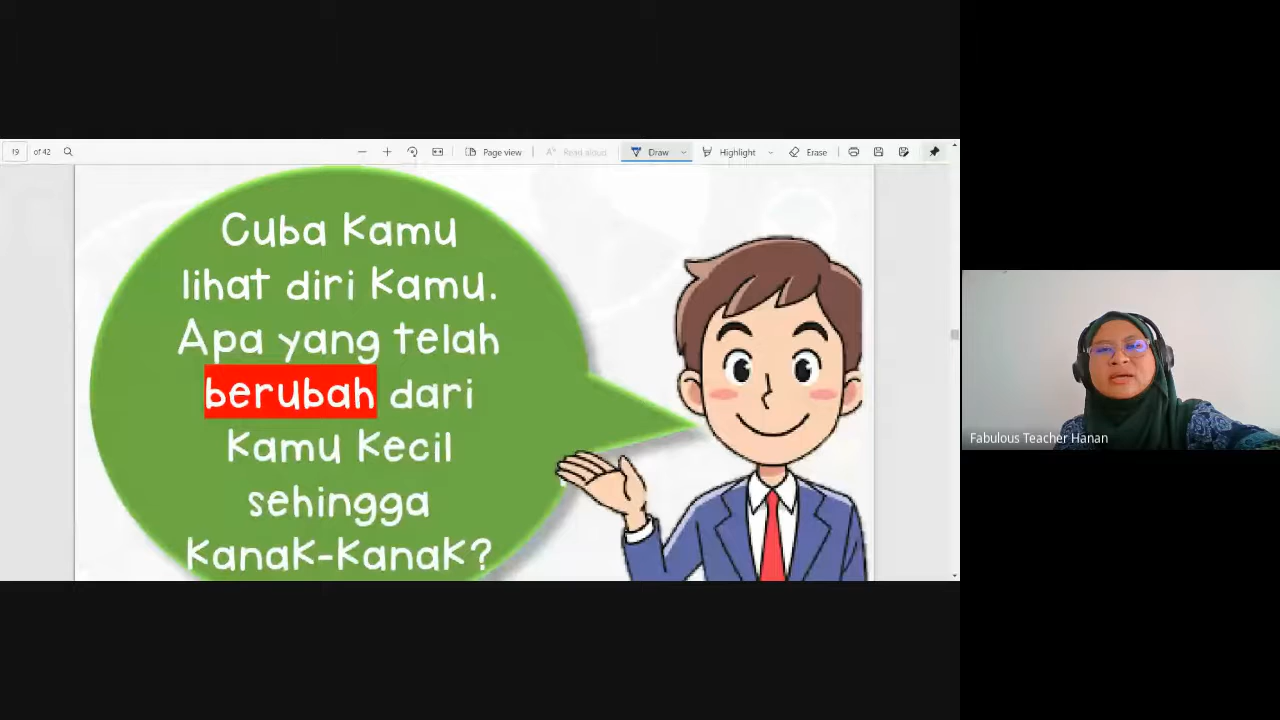 19 of 42 Page view Read aloud Draw Highlight Erase
Cuba Kamu
lihat diri Kamu.
Apa yang telah
berubah dari
Kamu Kecil
sehingga
Kanak-Kanak?
Fabulous Teacher Hanan